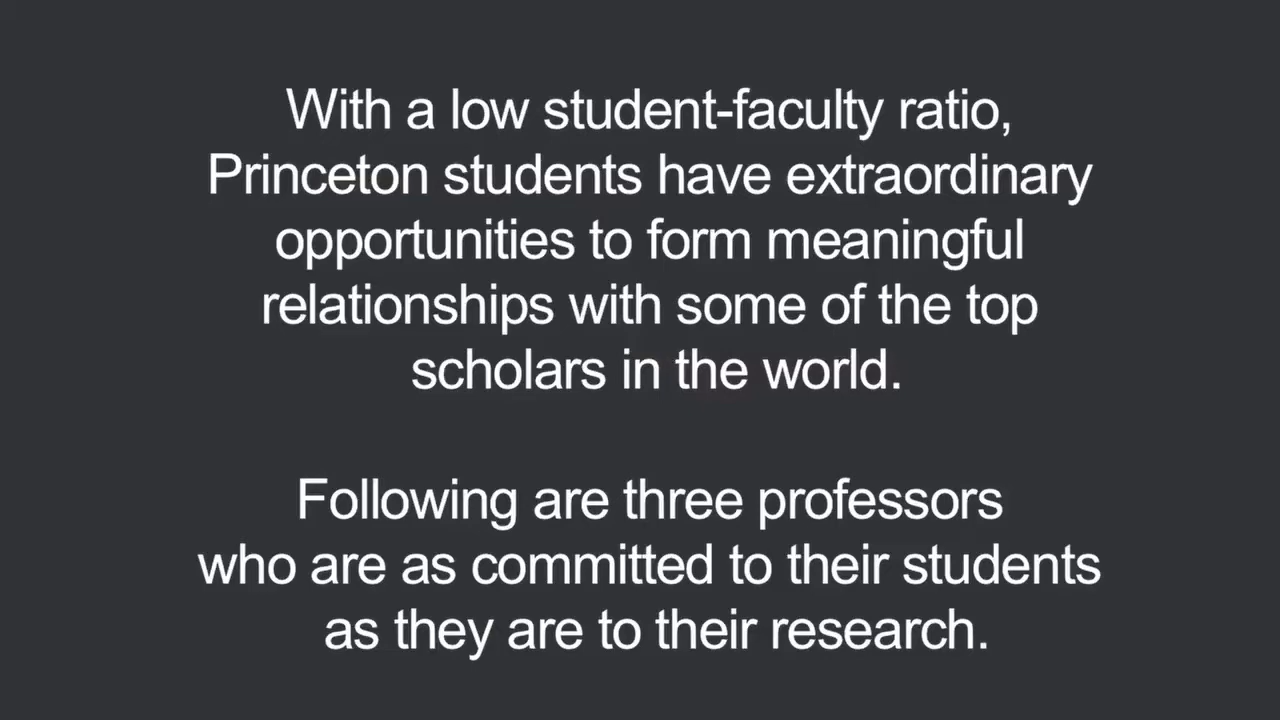 With a low student-faculty ratio,
Princeton students have extraordinary
opportunities to form meaningful
relationships with some of the top
scholars in the world.
Following are three professors
who are as committed to their students
as they are to their research.